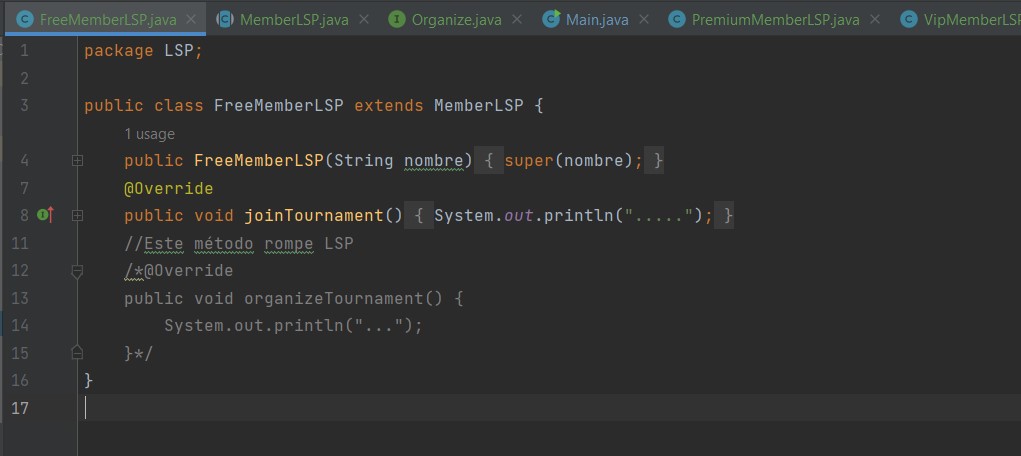 FreeMemberLSP.java MemberLSP.java Organize.java Main.java PremiumMemberLSP.java VipMemberLSP
1 package LSP;
2
3 public class FreeMemberLSP extends MemberLSP {
1 usage
4 public FreeMemberLSP(String nombre) { super(nombre); }
7 @Override
8 public void joinTournament() { System.out.println("....."); }
11 //Este método rompe LSP
12 /*@Override
13 public void organizeTournament() {
14 System.out.println("...");
15 }*/
16 }
17